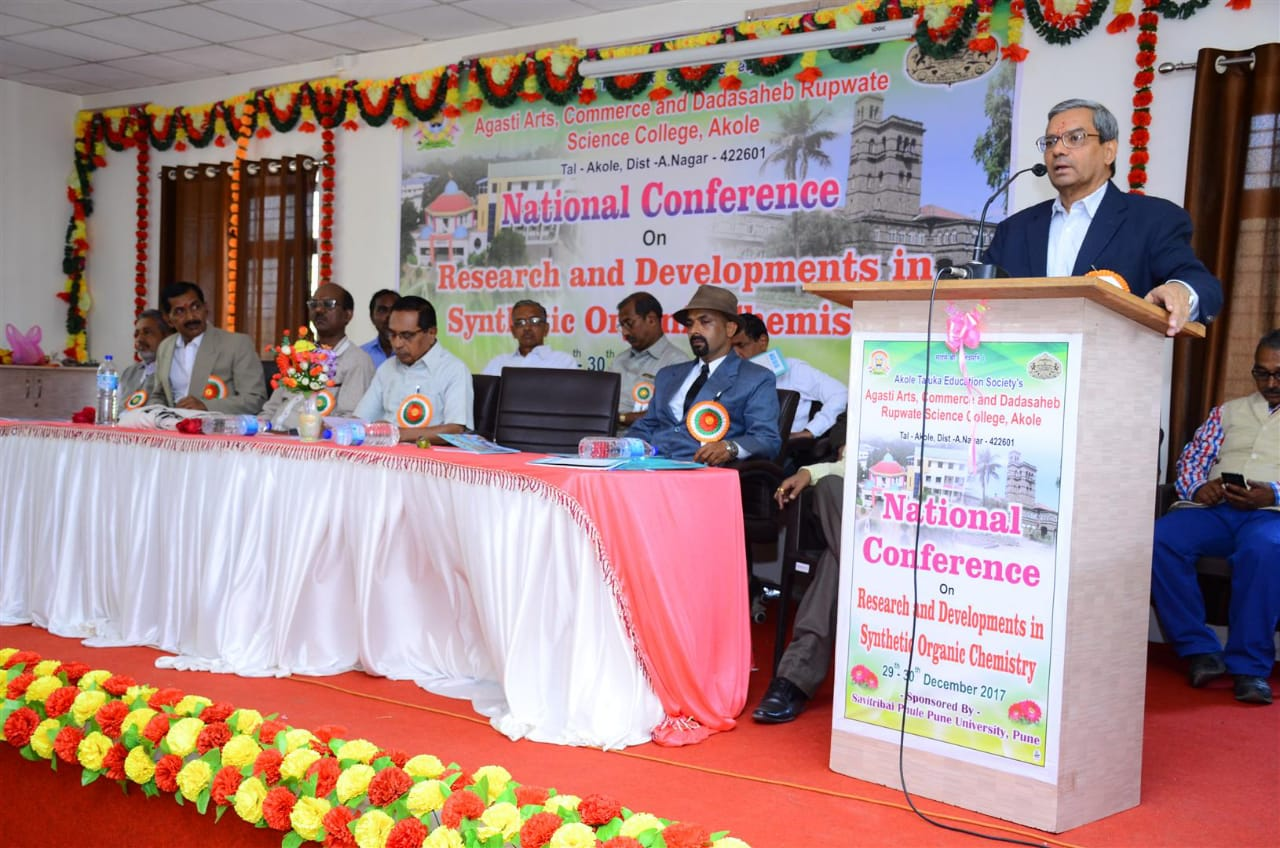 Agasti Arts, Commerce and Dadasaheb Rupwate
Science College, Akole
Tal - Akole, Dist -A.Nagar - 422601
National Conference
On
Research and Developments in
Synthetic
30
Akole Taluka Education Society's
Agasti Arts, Commerce and Dadasaheb
Rupwate Science College, Akole
Tal - Akole, Dist -A.Nagar - 422601
National
Conference
On
Research and Developments in
Synthetic Organic Chemistry
29th - 30th December 2017
- Sponsored By -
Savitribai Phule Pune University, Pune